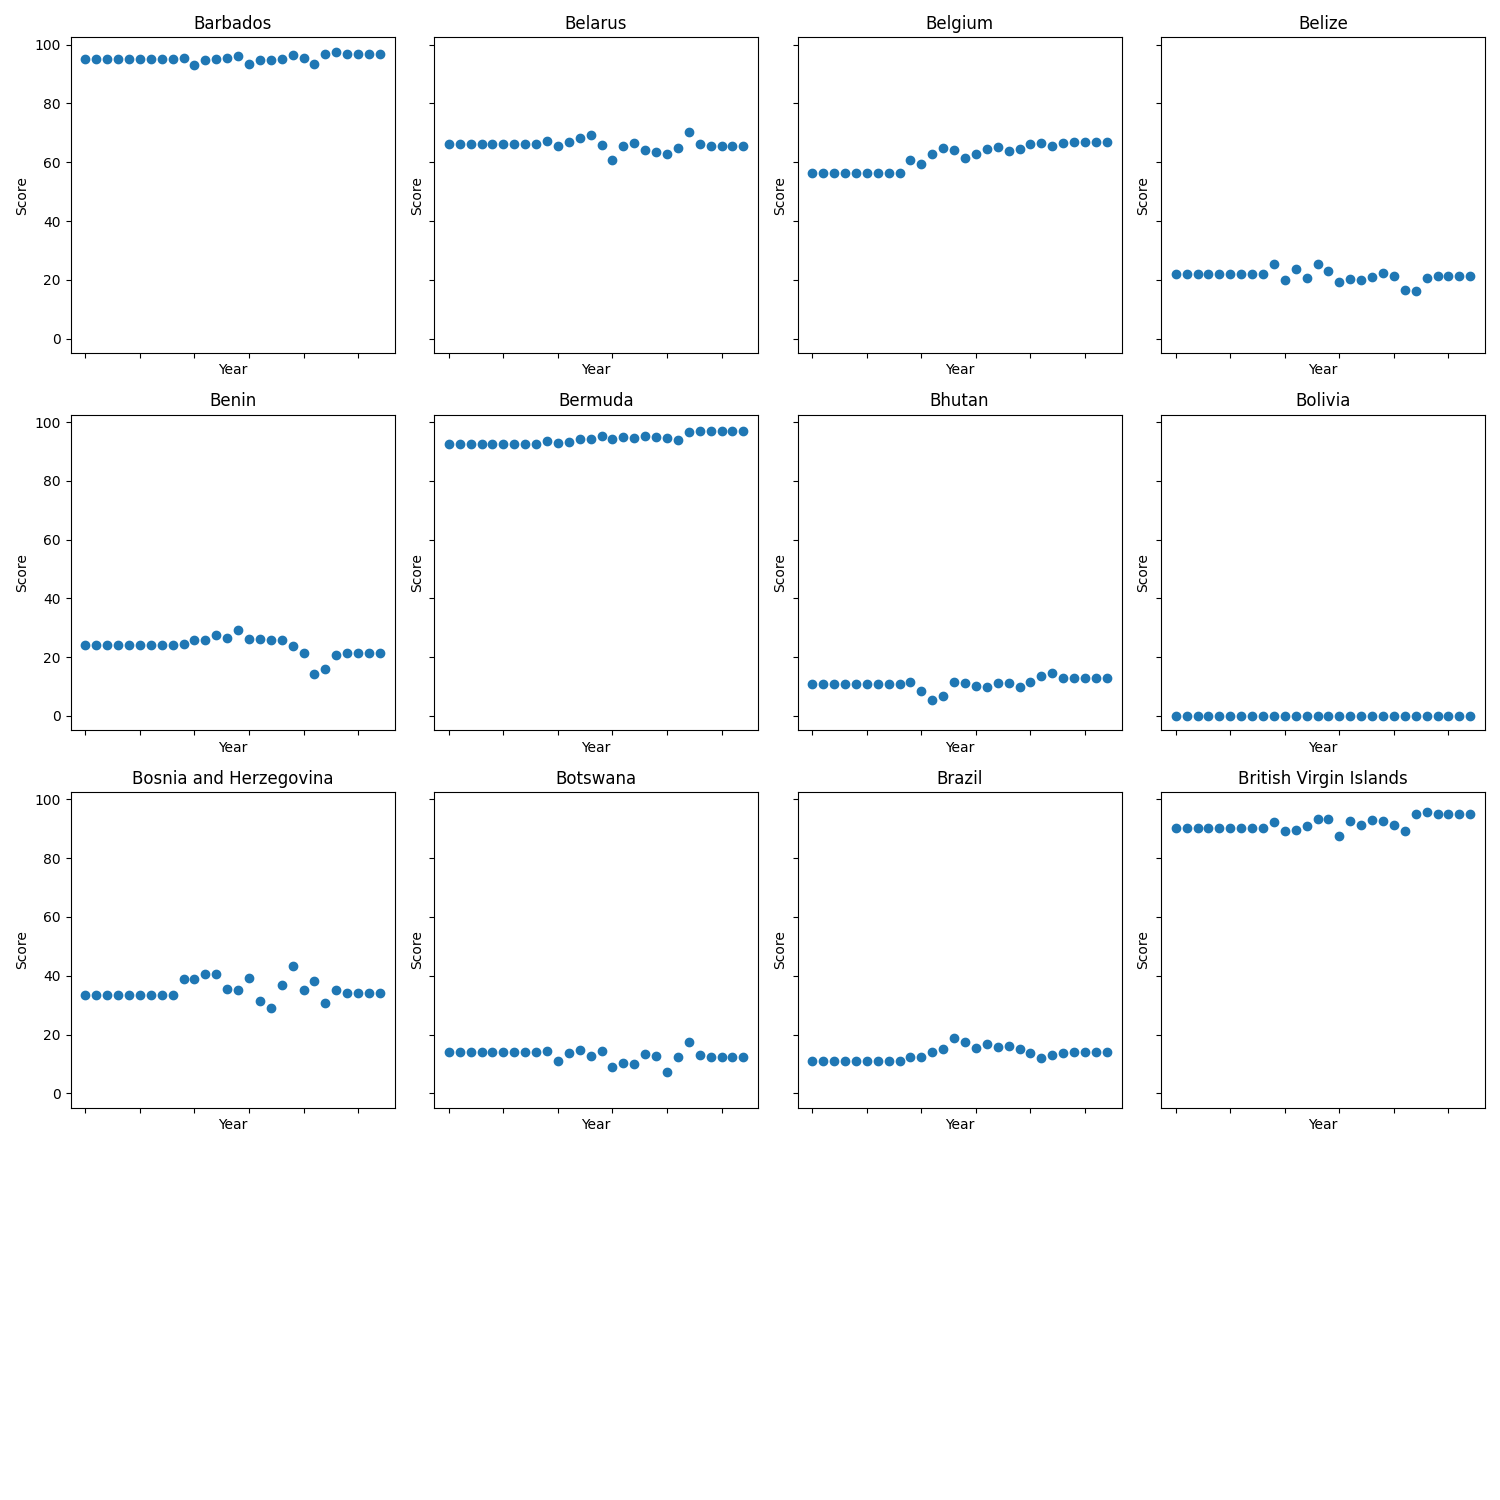 Barbados
Belarus
Belgium
Belize
100
80
60
40
20
0
Score
Score
Score
Score
Year
Year
Year
Year
Benin
Bermuda
Bhutan
Bolivia
100
80
60
40
20
0
Score
Score
Score
Score
Year
Year
Year
Year
Bosnia and Herzegovina
Botswana
Brazil
British Virgin Islands
100
80
60
40
20
0
Score
Score
Score
Score
Year
Year
Year
Year